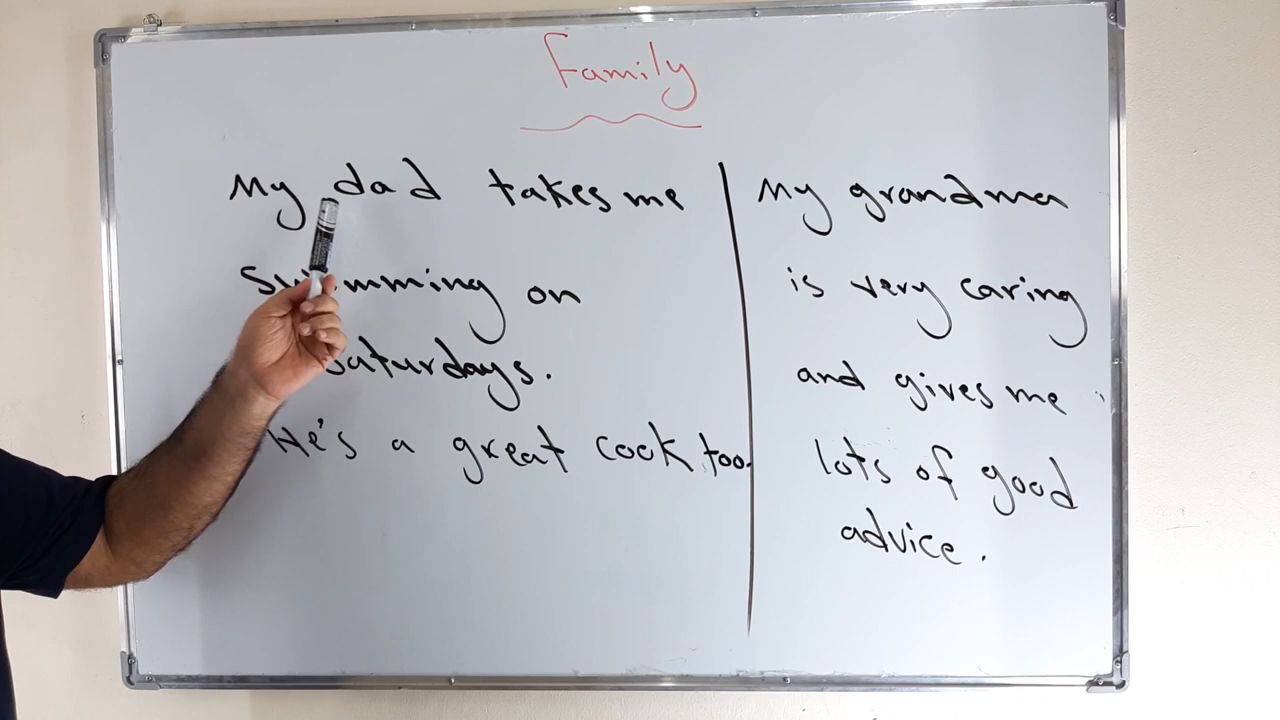 Family
My dad takes me
swimming on
Saturdays.
He's a great cook too.
My grandma
is very caring
and gives me
lots of good
advice.